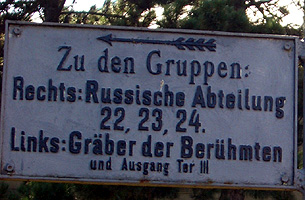 Zu den Gruppen:
Rechts: Russische Abteilung
22, 23, 24.
Links: Gräber der Berühmten
und Ausgang Tor III